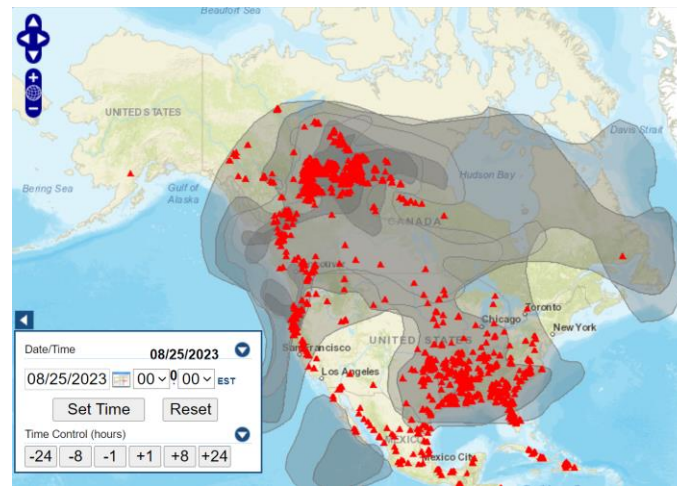 Beaufort Sea
UNITED STATES
Davis Strait
Bering Sea
Gulf of
Alaska
Hudson Bay
CANADA
Vancouver
Toronto
Chicago
New York
UNITED STATES
San Francisco
Los Angeles
MEXICO
Mexico City
Date/Time
08/25/2023
08/25/2023 00 : 00 EST
Set Time Reset
Time Control (hours)
-24 -8 -1 +1 +8 +24